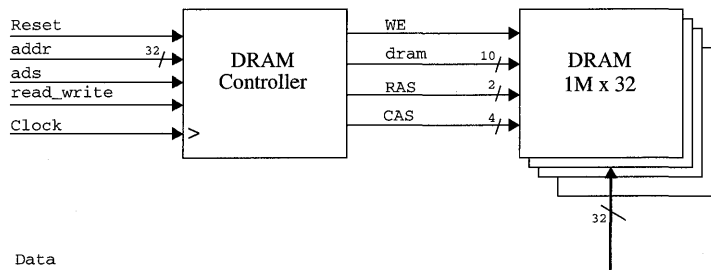 Reset
addr 32
ads
read_write
Clock
>
DRAM
Controller
WE
dram 10
RAS 2
CAS 4
DRAM
1M x 32
32
Data